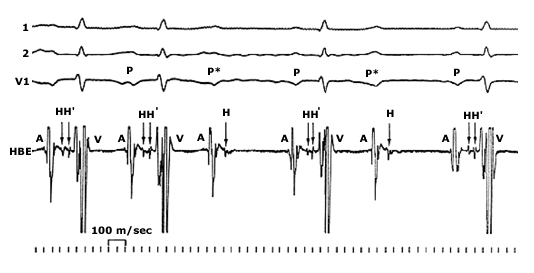 1
2
V1 P P* P P* P
HH' HH' H HH' H HH'
HBE A V A V A A V A A V
100 m/sec